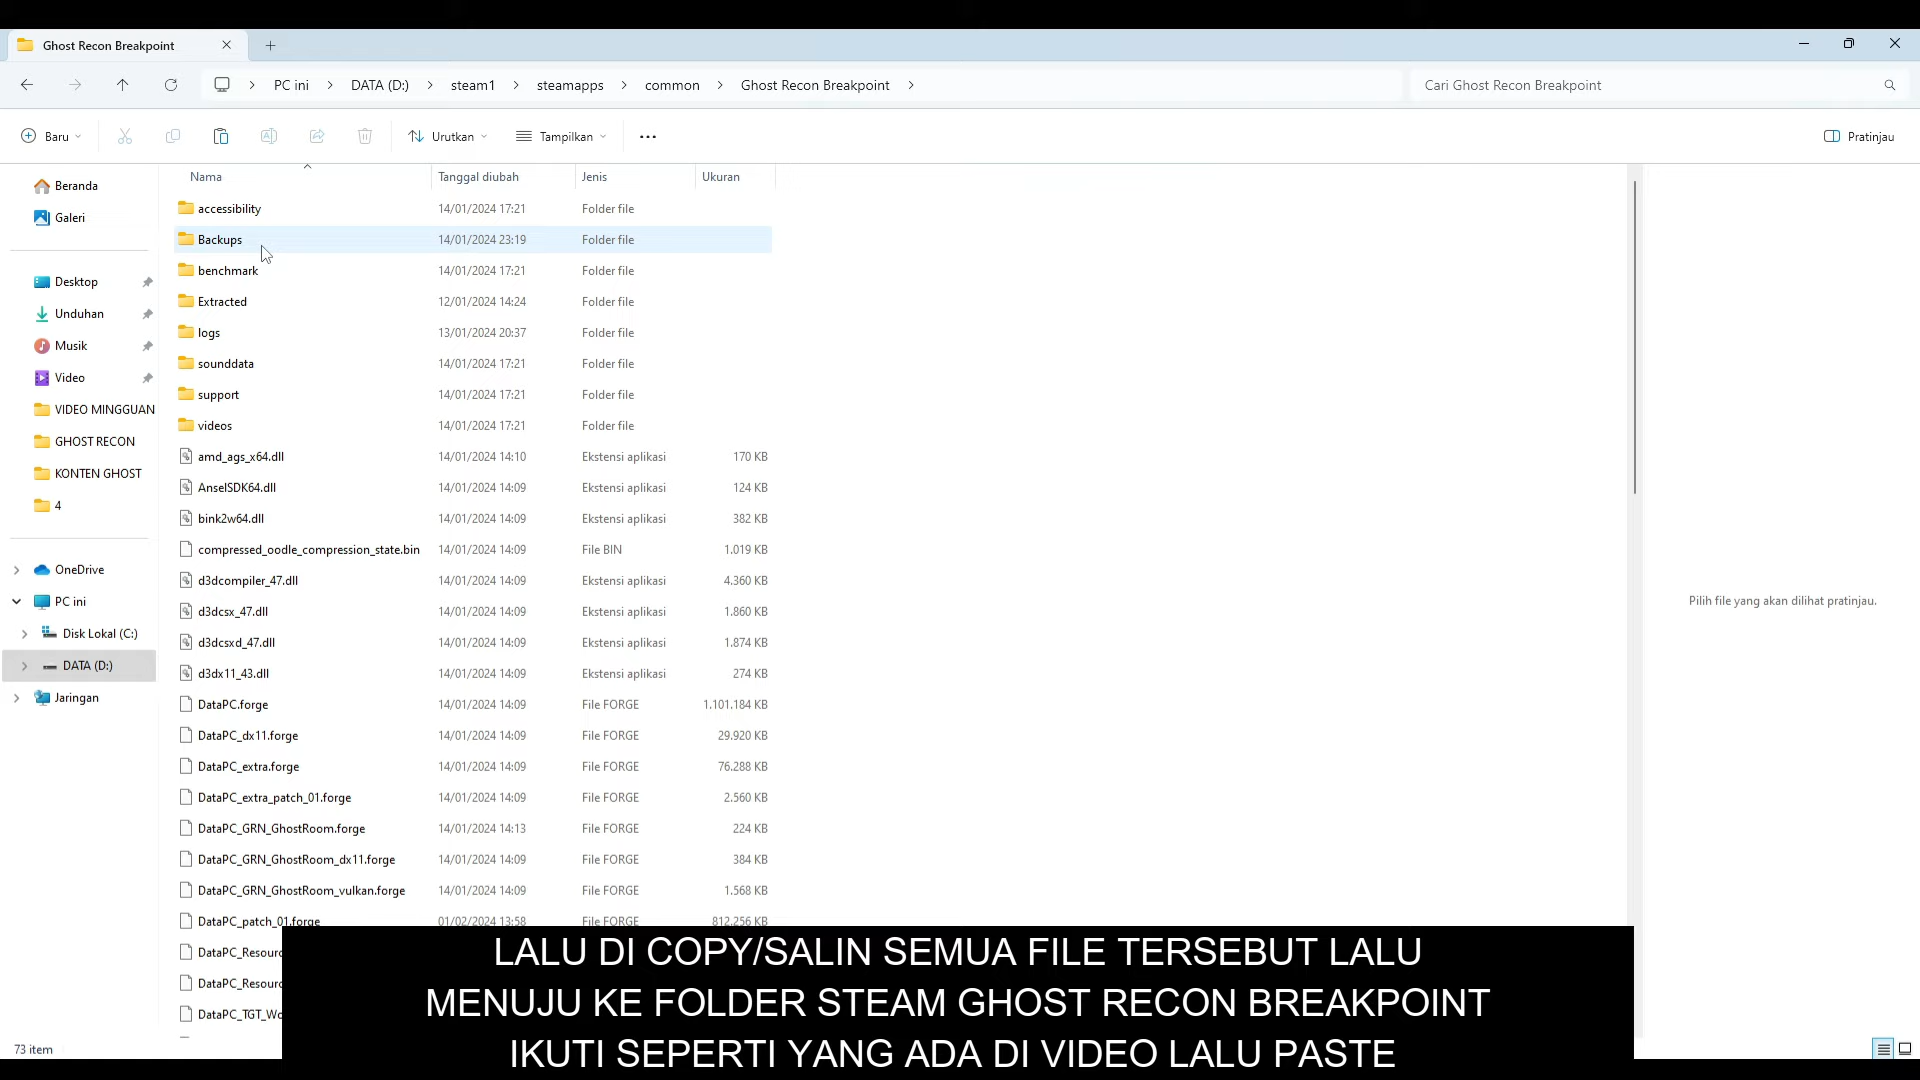 Ghost Recon Breakpoint
PC ini > DATA (D:) > steam1 > steamapps > common > Ghost Recon Breakpoint >
Cari Ghost Recon Breakpoint
Baru
Urutkan
Tampilkan
Pratinjau
Nama Tanggal diubah Jenis Ukuran
Beranda
Galeri
Desktop
Unduhan
Musik
Video
VIDEO MINGGUAN
GHOST RECON
KONTEN GHOST
4
OneDrive
PC ini
Disk Lokal (C:)
DATA (D:)
Jaringan
accessibility 14/01/2024 17:21 Folder file
Backups 14/01/2024 23:19 Folder file
benchmark 14/01/2024 17:21 Folder file
Extracted 12/01/2024 14:24 Folder file
logs 13/01/2024 20:37 Folder file
sounddata 14/01/2024 17:21 Folder file
support 14/01/2024 17:21 Folder file
videos 14/01/2024 17:21 Folder file
amd_ags_x64.dll 14/01/2024 14:10 Ekstensi aplikasi 170 KB
AnselSDK64.dll 14/01/2024 14:09 Ekstensi aplikasi 124 KB
bink2w64.dll 14/01/2024 14:09 Ekstensi aplikasi 382 KB
compressed_oodle_compression_state.bin 14/01/2024 14:09 File BIN 1.019 KB
d3dcompiler_47.dll 14/01/2024 14:09 Ekstensi aplikasi 4.360 KB
d3dcsx_47.dll 14/01/2024 14:09 Ekstensi aplikasi 1.860 KB
d3dcsxd_47.dll 14/01/2024 14:09 Ekstensi aplikasi 1.874 KB
d3dx11_43.dll 14/01/2024 14:09 Ekstensi aplikasi 274 KB
DataPC.forge 14/01/2024 14:09 File FORGE 1.101.184 KB
DataPC_dx11.forge 14/01/2024 14:09 File FORGE 29.920 KB
DataPC_extra.forge 14/01/2024 14:09 File FORGE 76.288 KB
DataPC_extra_patch_01.forge 14/01/2024 14:09 File FORGE 2.560 KB
DataPC_GRN_GhostRoom.forge 14/01/2024 14:13 File FORGE 224 KB
DataPC_GRN_GhostRoom_dx11.forge 14/01/2024 14:09 File FORGE 384 KB
DataPC_GRN_GhostRoom_vulkan.forge 14/01/2024 14:09 File FORGE 1.568 KB
DataPC_patch_01.forge 01/02/2024 13:58 File FORGE 812.256 KB
DataPC_Resourc
DataPC_Resourc
DataPC_TGT_Wo
Pilih file yang akan dilihat pratinjau.
73 item
LALU DI COPY/SALIN SEMUA FILE TERSEBUT LALU
MENUJU KE FOLDER STEAM GHOST RECON BREAKPOINT
IKUTI SEPERTI YANG ADA DI VIDEO LALU PASTE